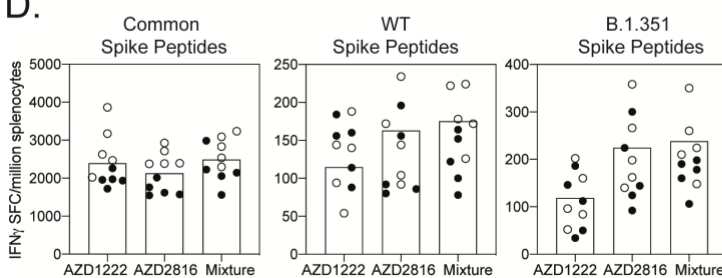 D.
Common
Spike Peptides
WT
Spike Peptides
B.1.351
Spike Peptides
IFNγ SFC/million splenocytes
5000
4000
3000
2000
1000
0
AZD1222 AZD2816 Mixture
250
200
150
100
50
0
AZD1222 AZD2816 Mixture
400
300
200
100
0
AZD1222 AZD2816 Mixture